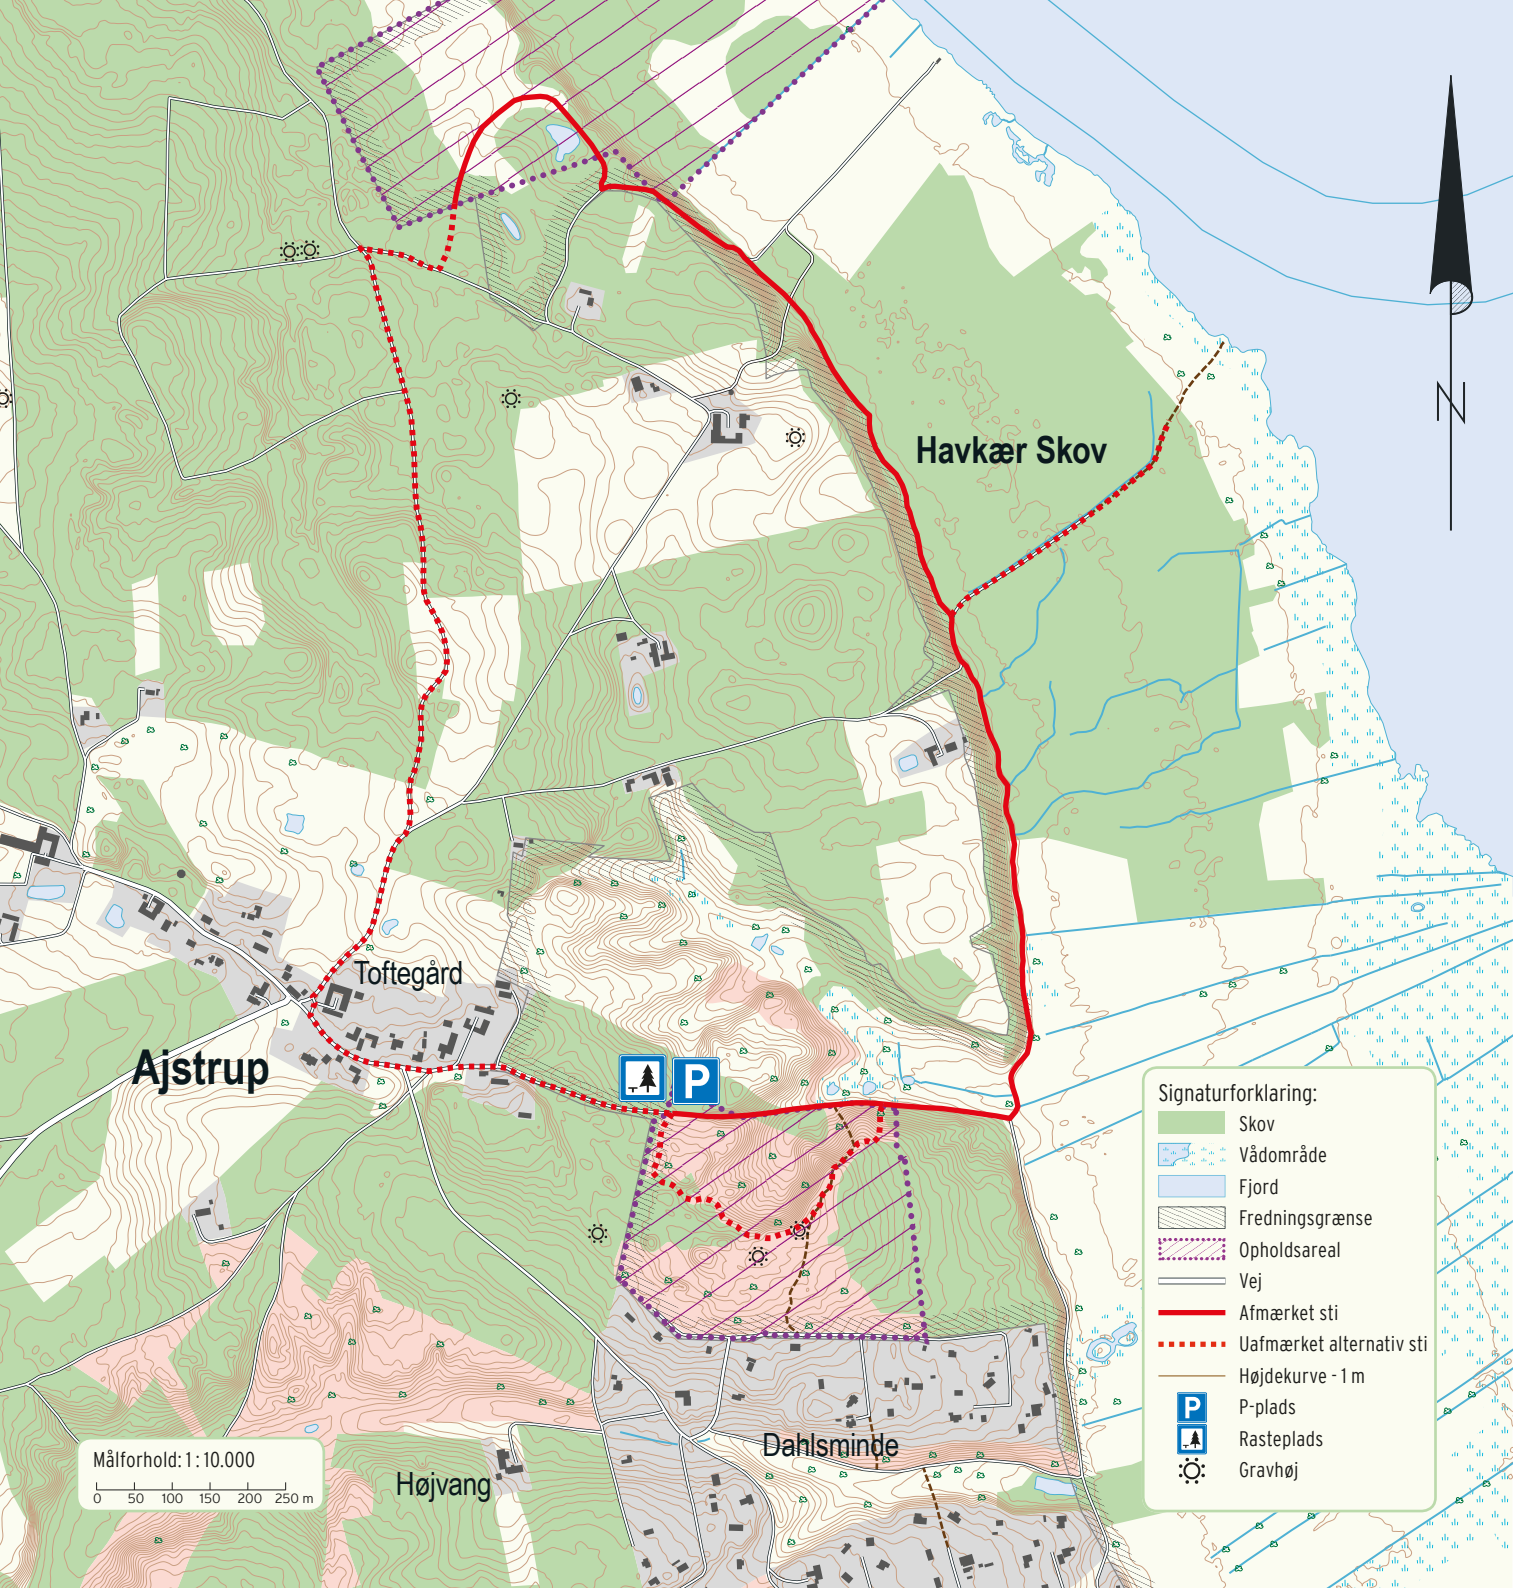 Havkær Skov
N
Toftegård
Ajstrup
P
Dahlsminde
Højvang
Målforhold: 1 : 10.000
0 50 100 150 200 250 m
Signaturforklaring:
Skov
Vådområde
Fjord
Fredningsgrænse
Opholdsareal
Vej
Afmærket sti
Uafmærket alternativ sti
Højdekurve - 1 m
P P-plads
Rasteplads
Gravhøj